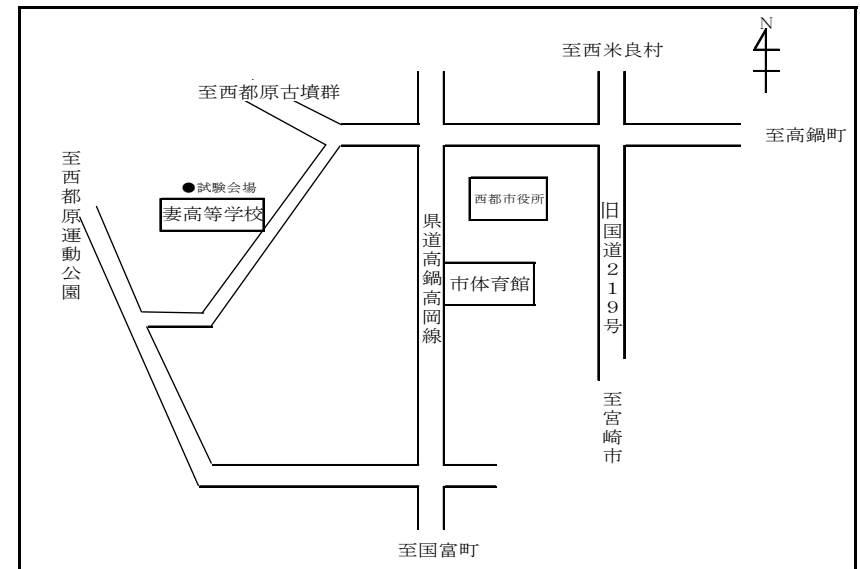 N
至西米良村
至西都原古墳群
至高鍋町
至西都原運動公園
●試験会場
妻高等学校
西都市役所
県道高鍋高岡線
旧国道219号
市体育館
至宮崎市
至国富町